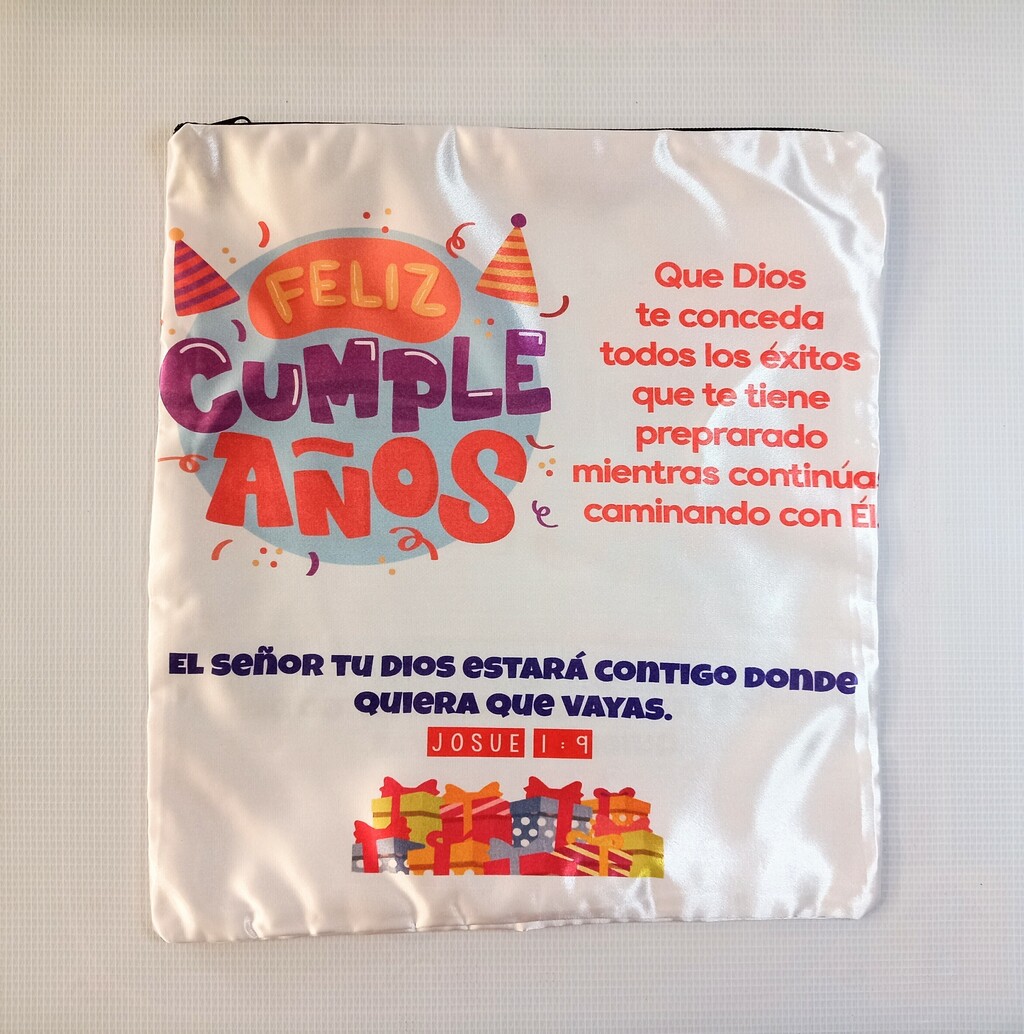 FELIZ
CUMPLE
AÑOS
Que Dios
te conceda
todos los éxitos
que te tiene
preprarado
mientras continúa
caminando con Él.
EL SEÑOR TU DIOS ESTARÁ CONTIGO DONDE
QUIERA QUE VAYAS.
JOSUE 1:9